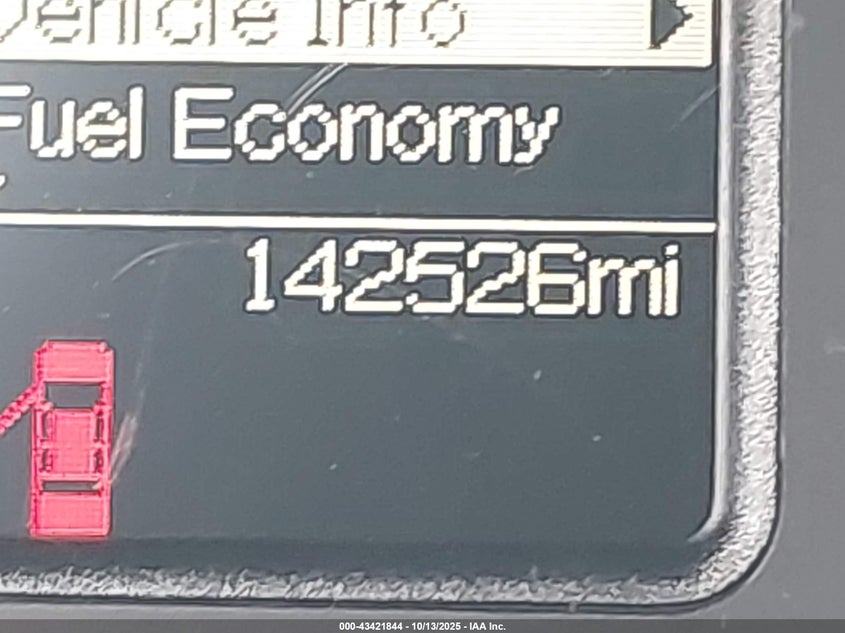 Vehicle Info
Fuel Economy
142526mi
000-43421844 - 10/13/2025 - IAA Inc.